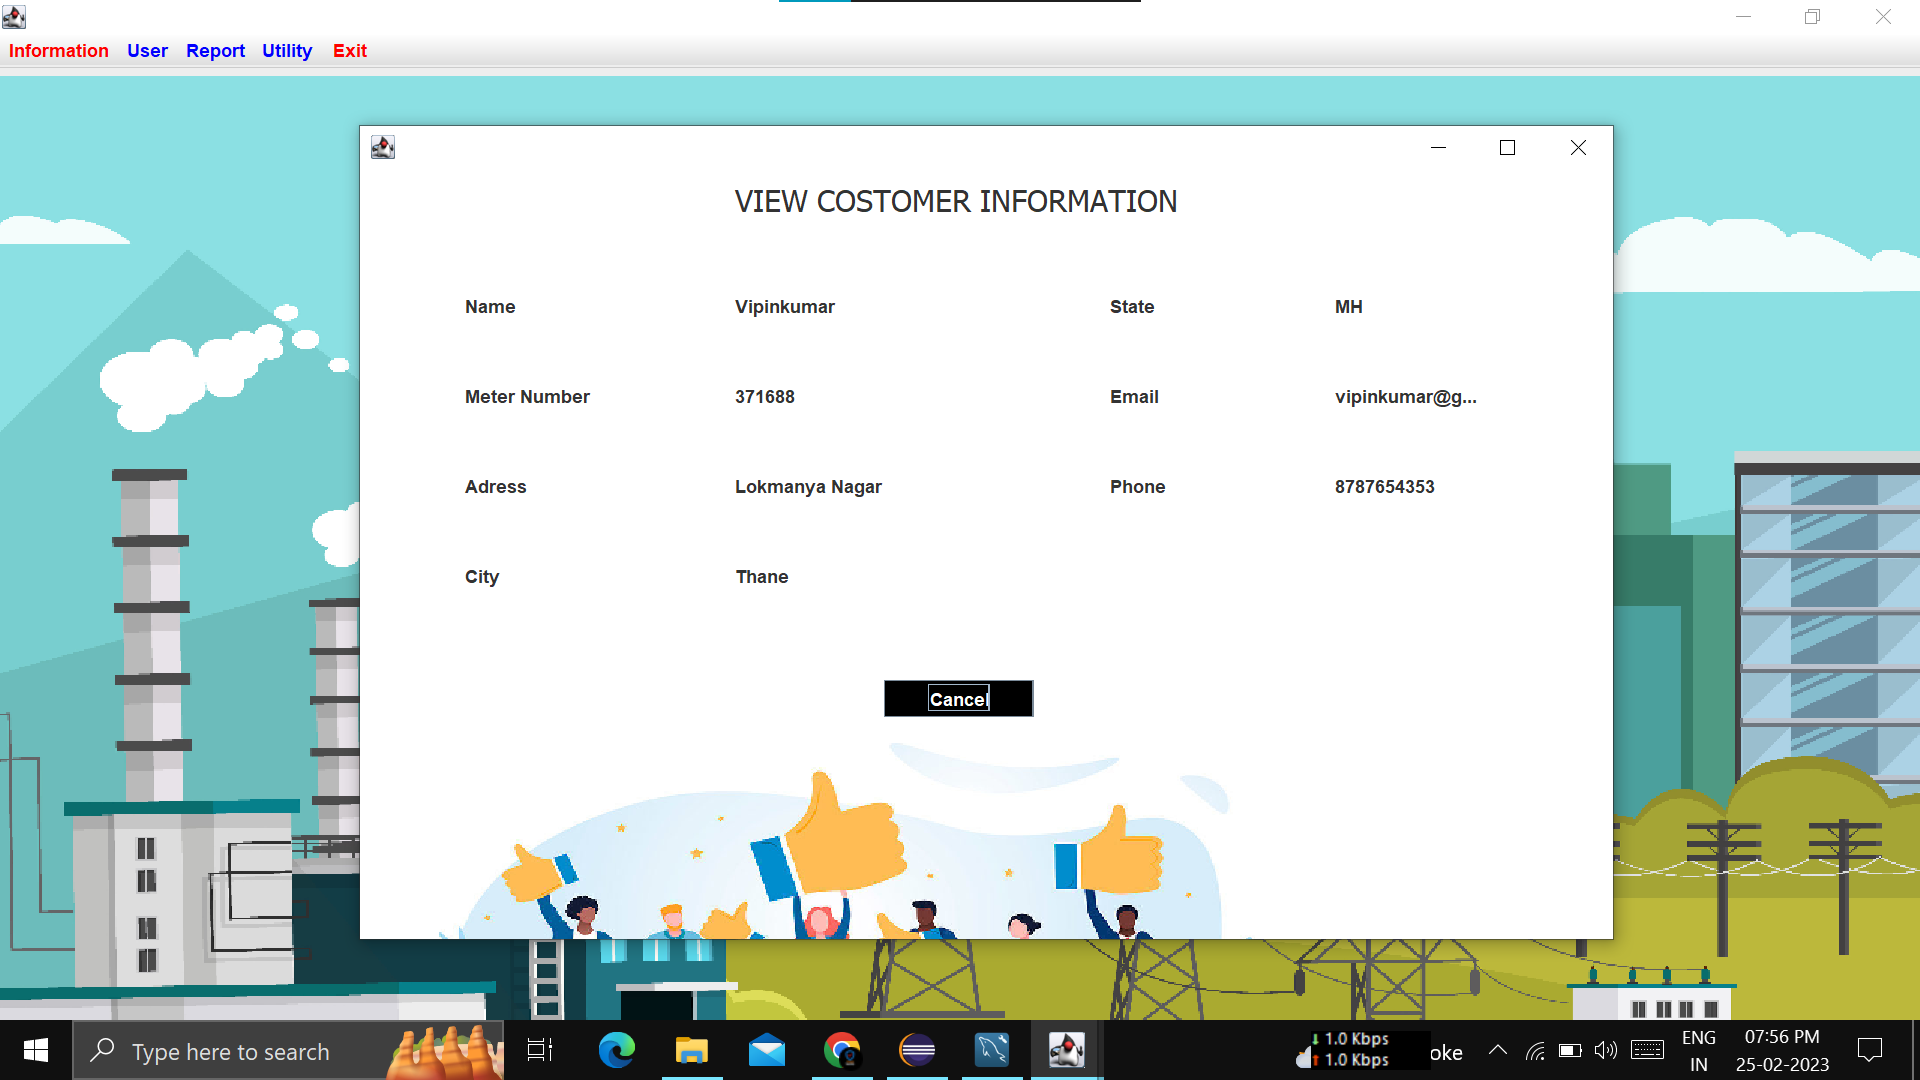 Information User Report Utility Exit
VIEW COSTOMER INFORMATION
Name Vipinkumar State MH
Meter Number 371688 Email vipinkumar@g...
Adress Lokmanya Nagar Phone 8787654353
City Thane
Cancel
Type here to search
↓ 1.0 Kbps
↑ 1.0 Kbps
oke
ENG
IN
07:56 PM
25-02-2023